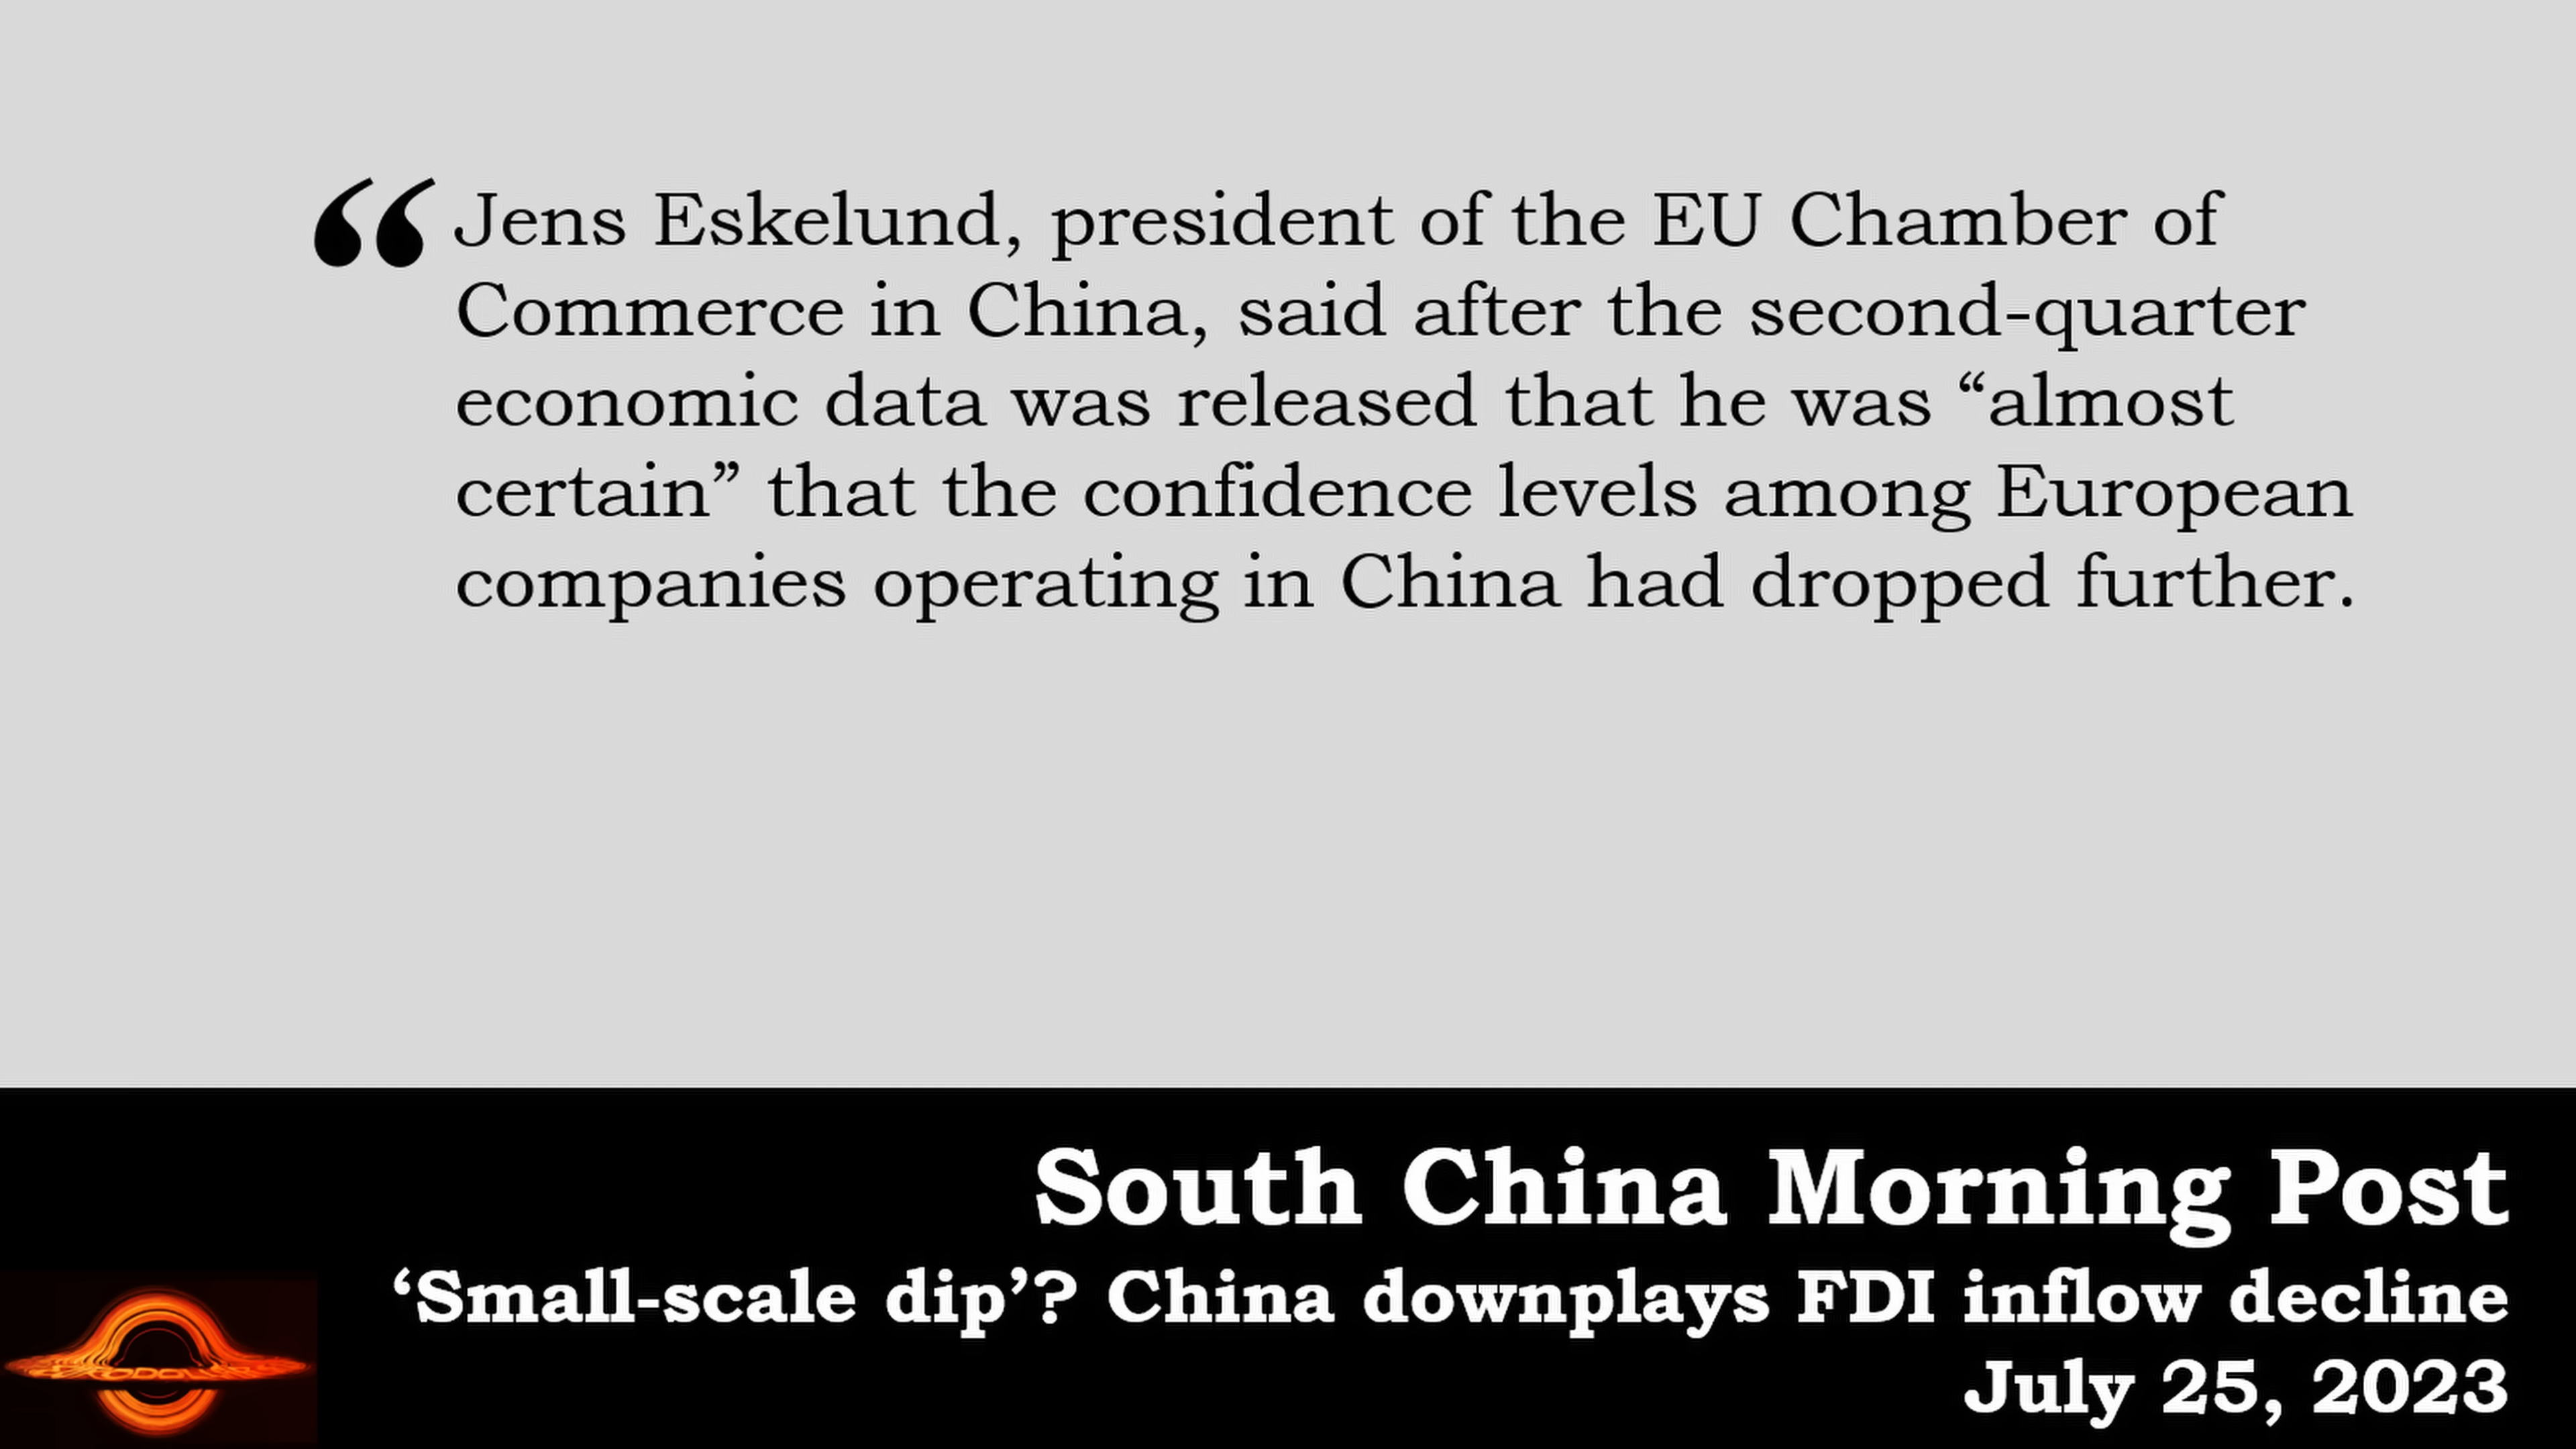 “Jens Eskelund, president of the EU Chamber of
Commerce in China, said after the second-quarter
economic data was released that he was “almost
certain” that the confidence levels among European
companies operating in China had dropped further.
South China Morning Post
‘Small-scale dip’? China downplays FDI inflow decline
July 25, 2023